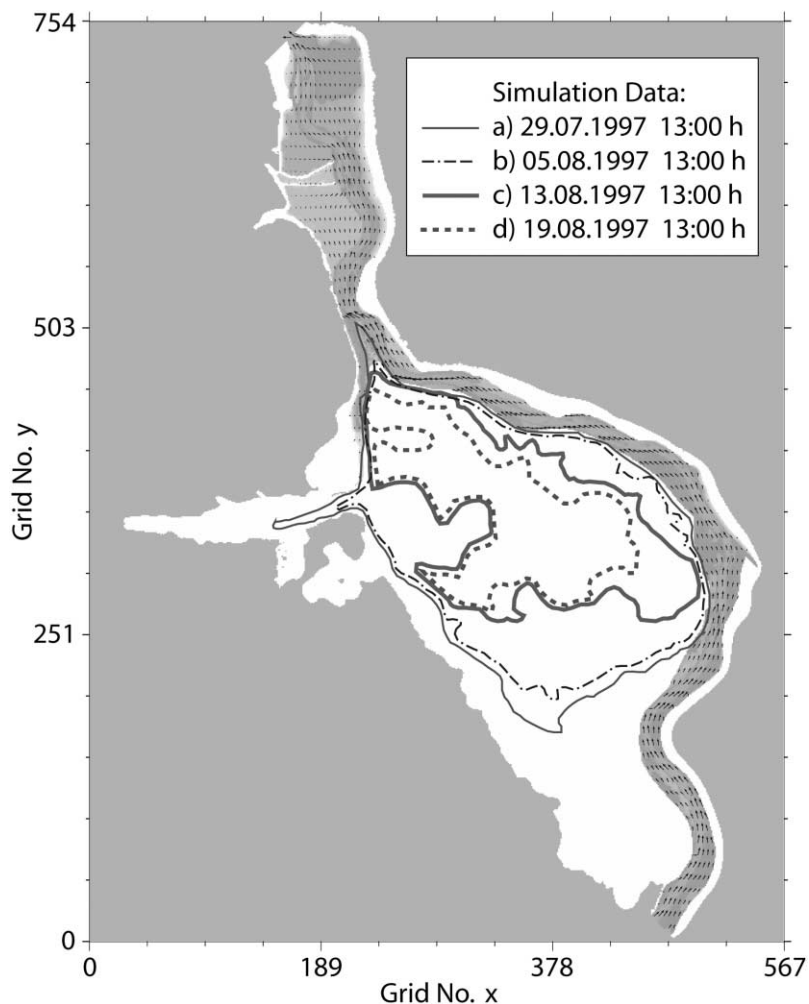 754
Simulation Data:
a) 29.07.1997 13:00 h
b) 05.08.1997 13:00 h
c) 13.08.1997 13:00 h
d) 19.08.1997 13:00 h
503
Grid No. y
251
0
0 189 378 567
Grid No. x